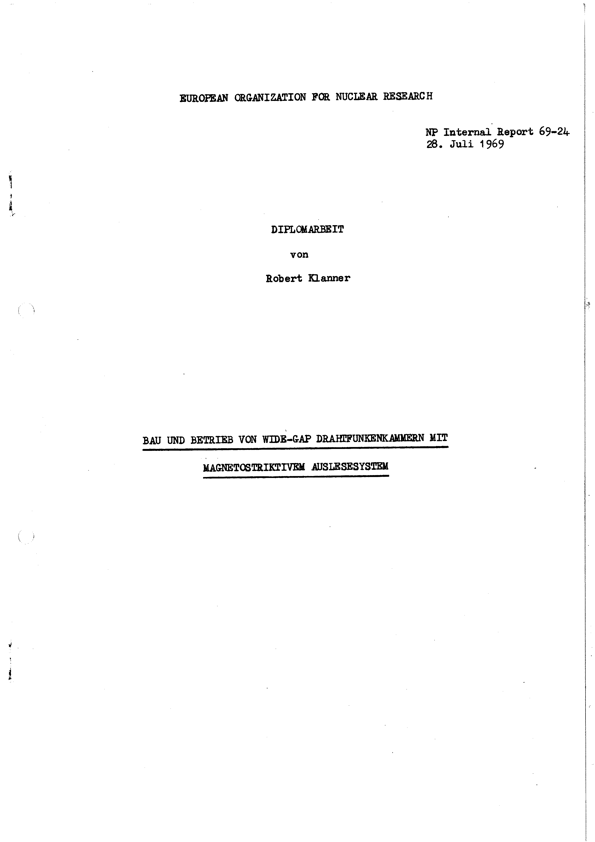 EUROPEAN ORGANIZATION FOR NUCLEAR RESEARCH
NP Internal Report 69-24
28. Juli 1969
DIPLOMARBEIT
von
Robert Klanner
BAU UND BETRIEB VON WIDE-GAP DRAHTFUNKENKAMMERN MIT
MAGNETOSTRIKTIVEM AUSLESESYSTEM